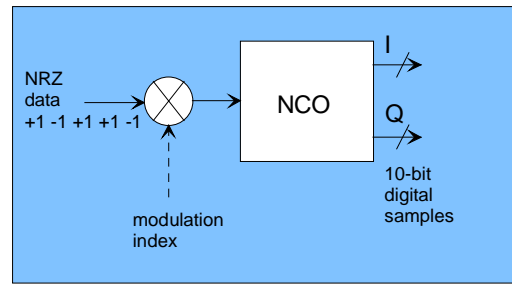 NRZ
data
+1 -1 +1 +1 -1
modulation
index
NCO
I
Q
10-bit
digital
samples